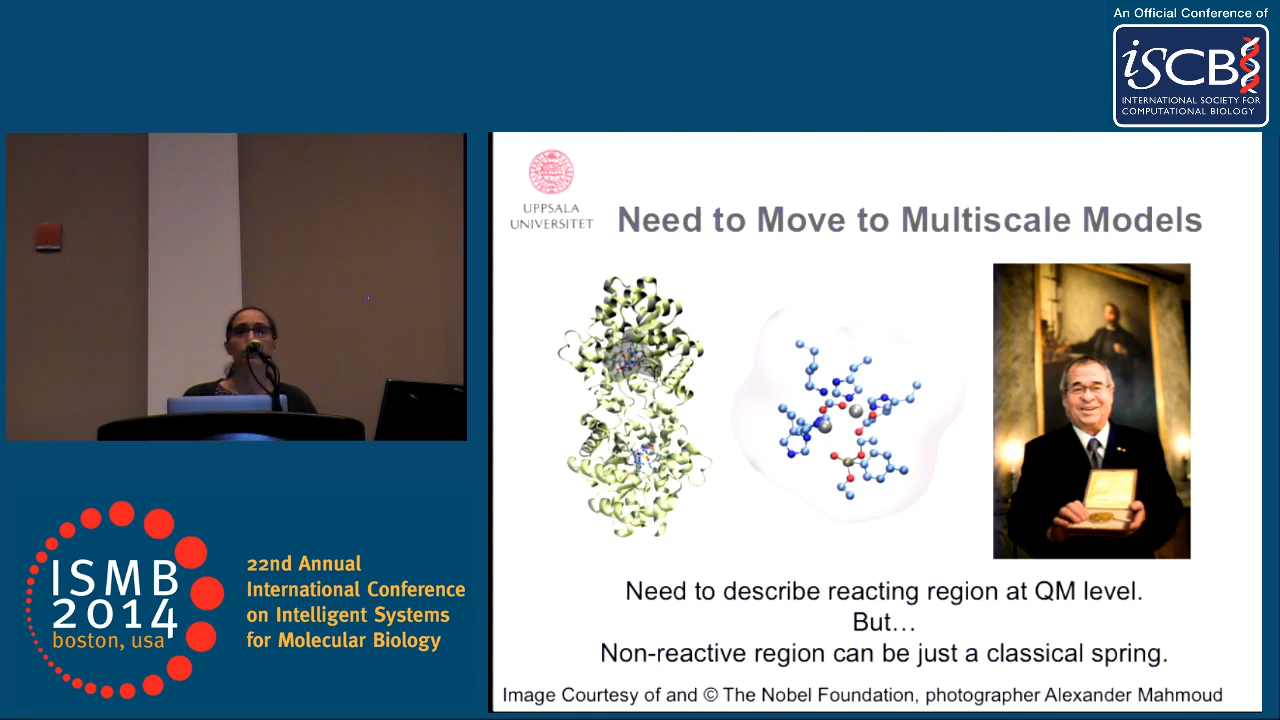 An Official Conference of
iSCB
INTERNATIONAL SOCIETY FOR
COMPUTATIONAL BIOLOGY
UPPSALA
UNIVERSITET
Need to Move to Multiscale Models
Need to describe reacting region at QM level.
But...
Non-reactive region can be just a classical spring.
Image Courtesy of and © The Nobel Foundation, photographer Alexander Mahmoud
ISMB
2014
boston, usa
22nd Annual
International Conference
on Intelligent Systems
for Molecular Biology